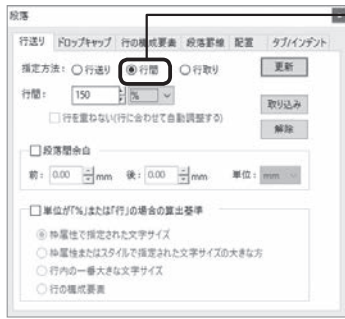 段落
行送り ドロップキャップ 行の構成要素 段落罫線 配置 タブ/インデント
指定方法: 行送り 行間 行取り 更新
行間: 150 %
取り込み
行を重ねない(行に合わせて自動調整する)
解除
段落間余白
前: 0.00 mm 後: 0.00 mm 単位: mm
単位が「%」または「行」の場合の算出基準
枠属性で指定された文字サイズ
枠属性またはスタイルで指定された文字サイズの大きな方
行内の一番大きな文字サイズ
行の構成要素